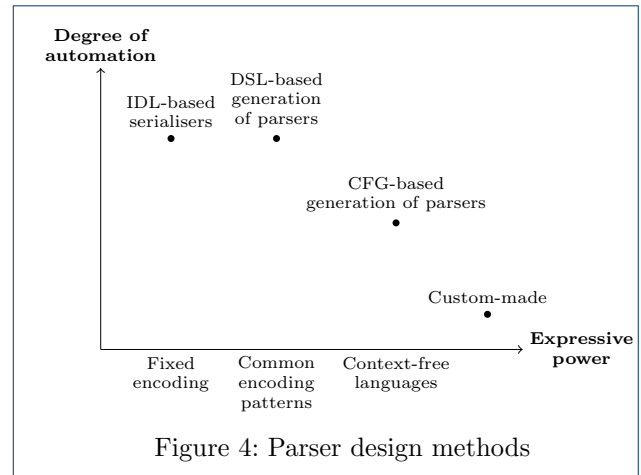 Degree of
automation
IDL-based
serialisers
DSL-based
generation
of parsers
CFG-based
generation of parsers
Custom-made
Expressive
power
Fixed
encoding
Common
encoding
patterns
Context-free
languages
Figure 4: Parser design methods